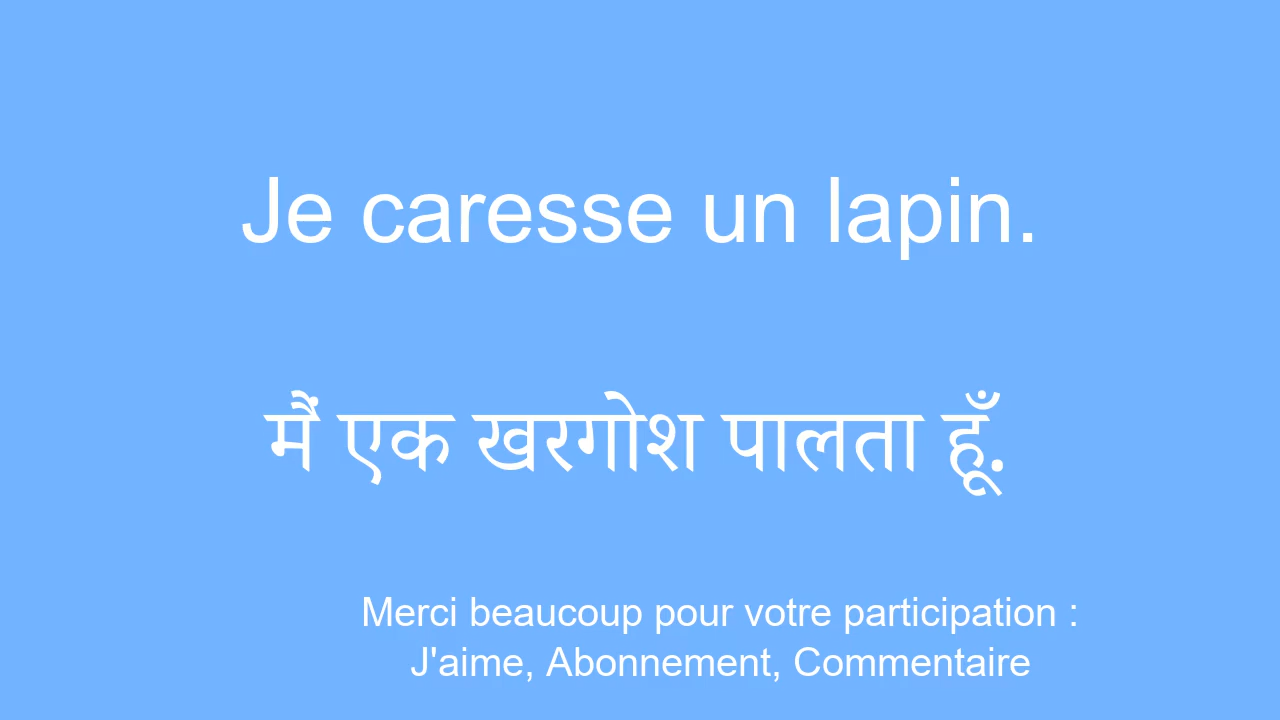 Je caresse un lapin.
मैं एक खरगोश पालता हूँ.
Merci beaucoup pour votre participation :
J'aime, Abonnement, Commentaire